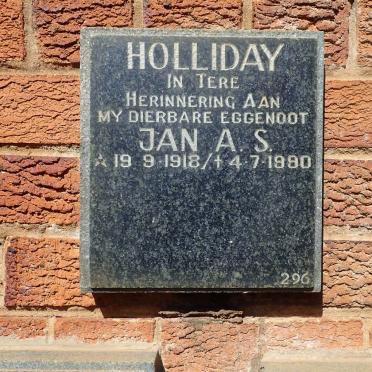 HOLLIDAY
IN TERE
HERINNERING AAN
MY DIERBARE EGGENOOT
JAN A. S.
☆ 19·9·1918/✝4·7·1980
296